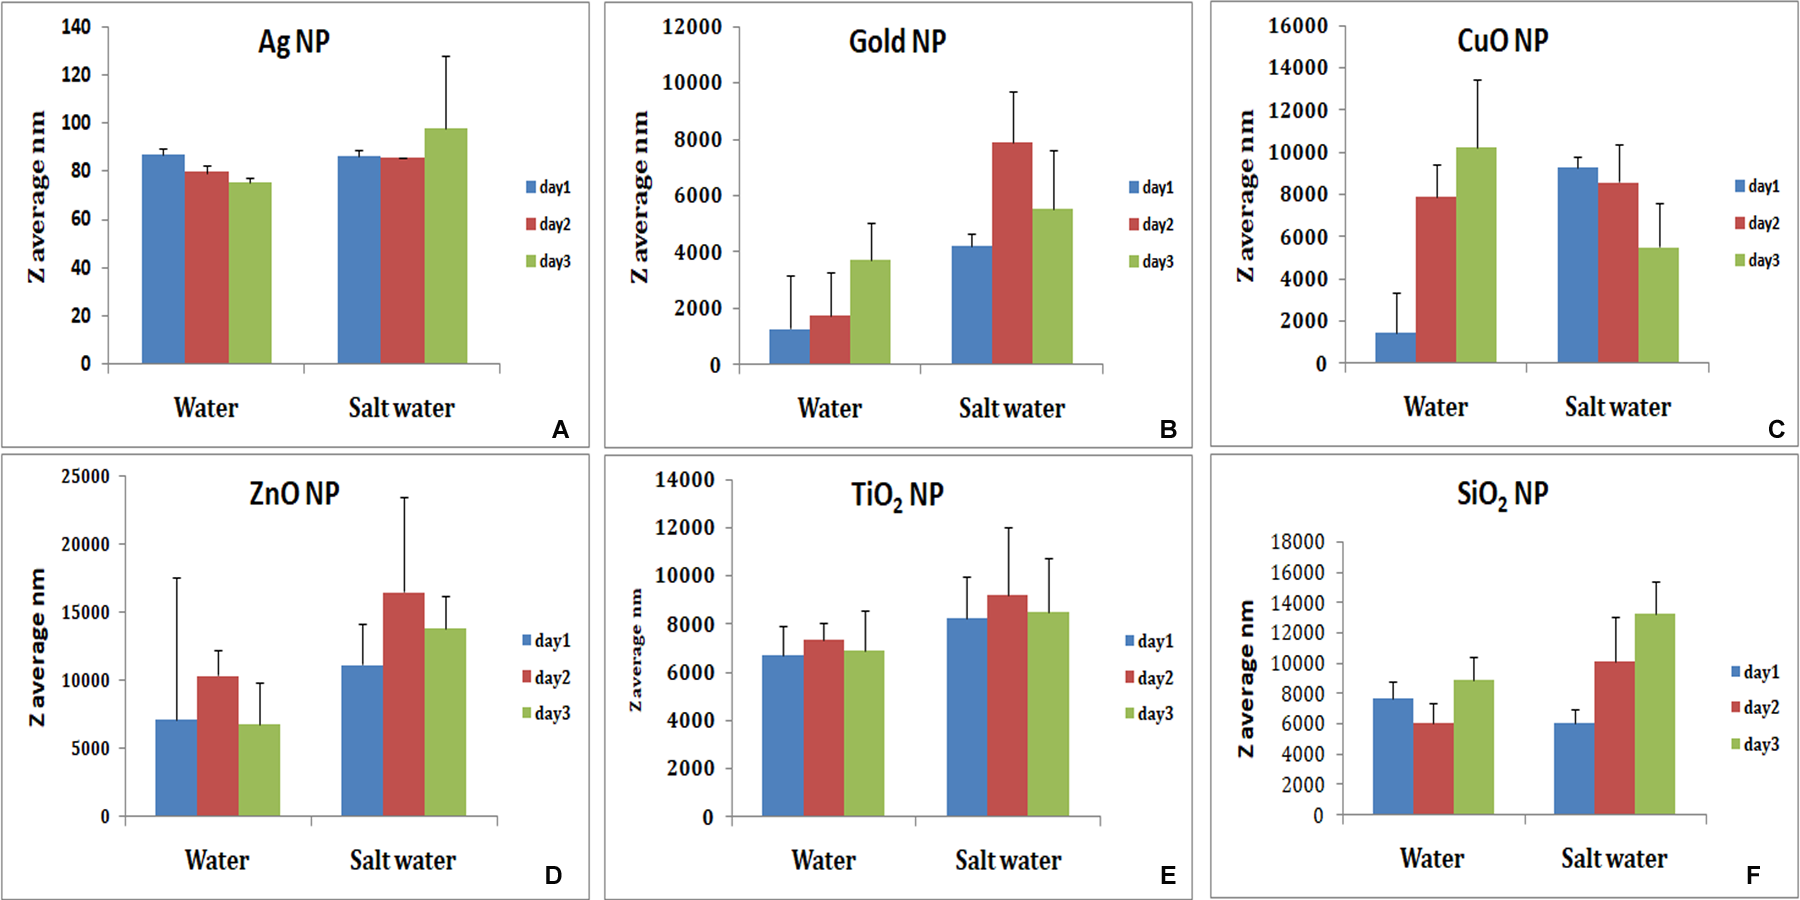 Ag NP
Z average nm
140
120
100
80
60
40
20
0
Water
Salt water
day1
day2
day3
A
Gold NP
Z average nm
12000
10000
8000
6000
4000
2000
0
Water
Salt water
day1
day2
day3
B
CuO NP
Z average nm
16000
14000
12000
10000
8000
6000
4000
2000
0
Water
Salt water
day1
day2
day3
C
ZnO NP
Z average nm
25000
20000
15000
10000
5000
0
Water
Salt water
day1
day2
day3
D
TiO₂ NP
Z average nm
14000
12000
10000
8000
6000
4000
2000
0
Water
Salt water
day1
day2
day3
E
SiO₂ NP
Z average nm
18000
16000
14000
12000
10000
8000
6000
4000
2000
0
Water
Salt water
day1
day2
day3
F